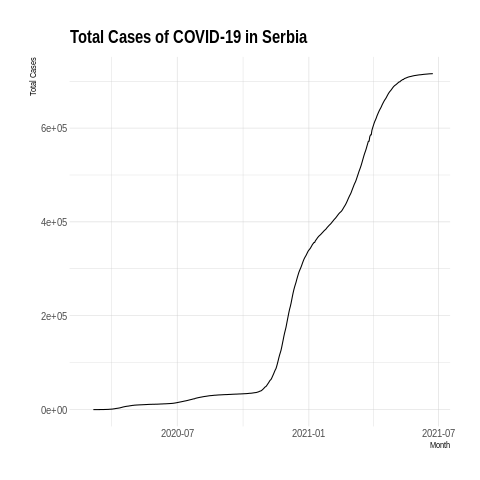 Total Cases of COVID-19 in Serbia
Total Cases
6e+05
4e+05
2e+05
0e+00
2020-07
2021-01
2021-07
Month